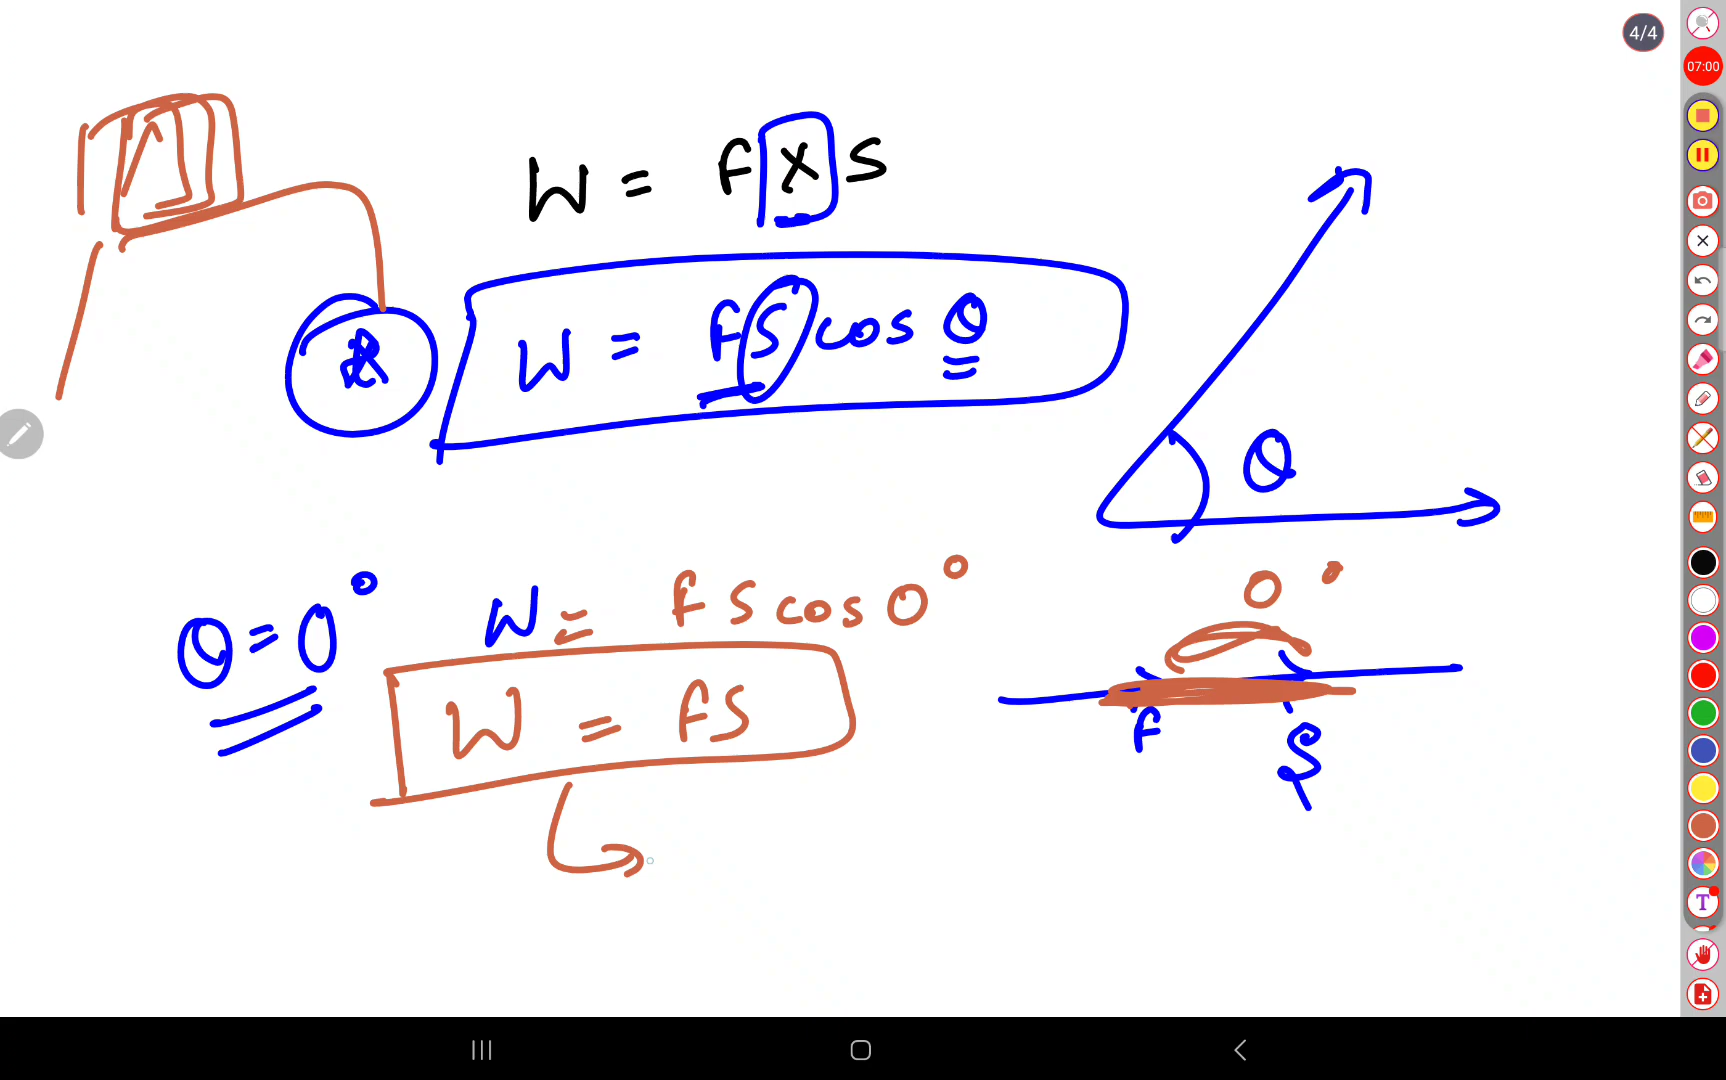 4/4
07:00
W = F X S
W = FS cos θ
θ
θ = 0°
W = FS cos 0°
0°
W = FS
F
S
T